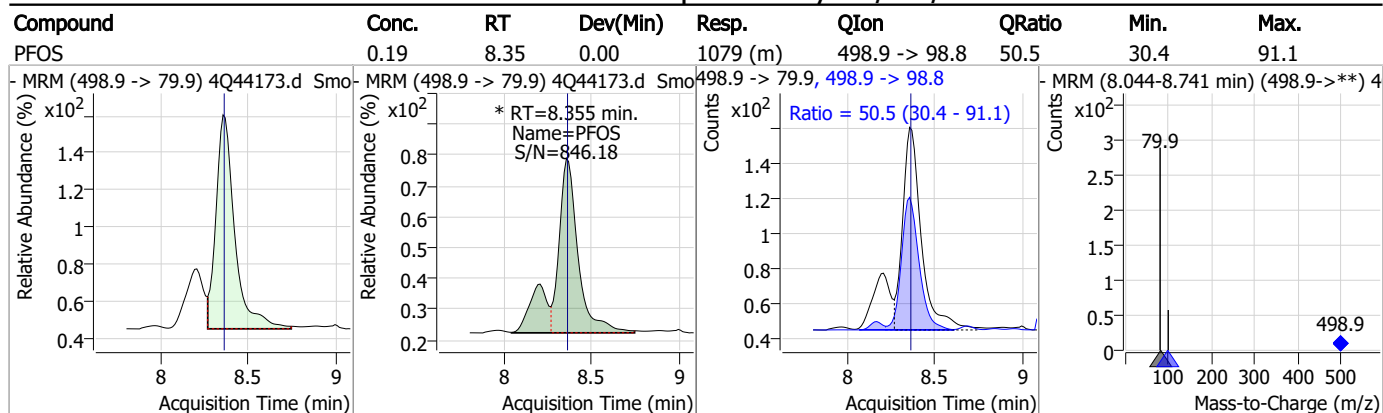 Compound Conc. RT Dev(Min) Resp. QIon QRatio Min. Max.
PFOS 0.19 8.35 0.00 1079 (m) 498.9 -> 98.8 50.5 30.4 91.1
- MRM (498.9 -> 79.9) 4Q44173.d Smo
Relative Abundance (%)
x10²
1.4
1.2
1
0.8
0.6
0.4
8 8.5 9
Acquisition Time (min)
- MRM (498.9 -> 79.9) 4Q44173.d Smo
Relative Abundance (%)
x10²
* RT=8.355 min.
Name=PFOS
S/N=846.18
0.8
0.7
0.6
0.5
0.4
0.3
0.2
8 8.5 9
Acquisition Time (min)
498.9 -> 79.9, 498.9 -> 98.8
Counts
x10²
Ratio = 50.5 (30.4 - 91.1)
1.4
1.2
1
0.8
0.6
0.4
8 8.5 9
Acquisition Time (min)
- MRM (8.044-8.741 min) (498.9->**) 4
Counts
x10²
79.9
3
2.5
2
1.5
1
0.5
498.9
0
100 200 300 400 500
Mass-to-Charge (m/z)